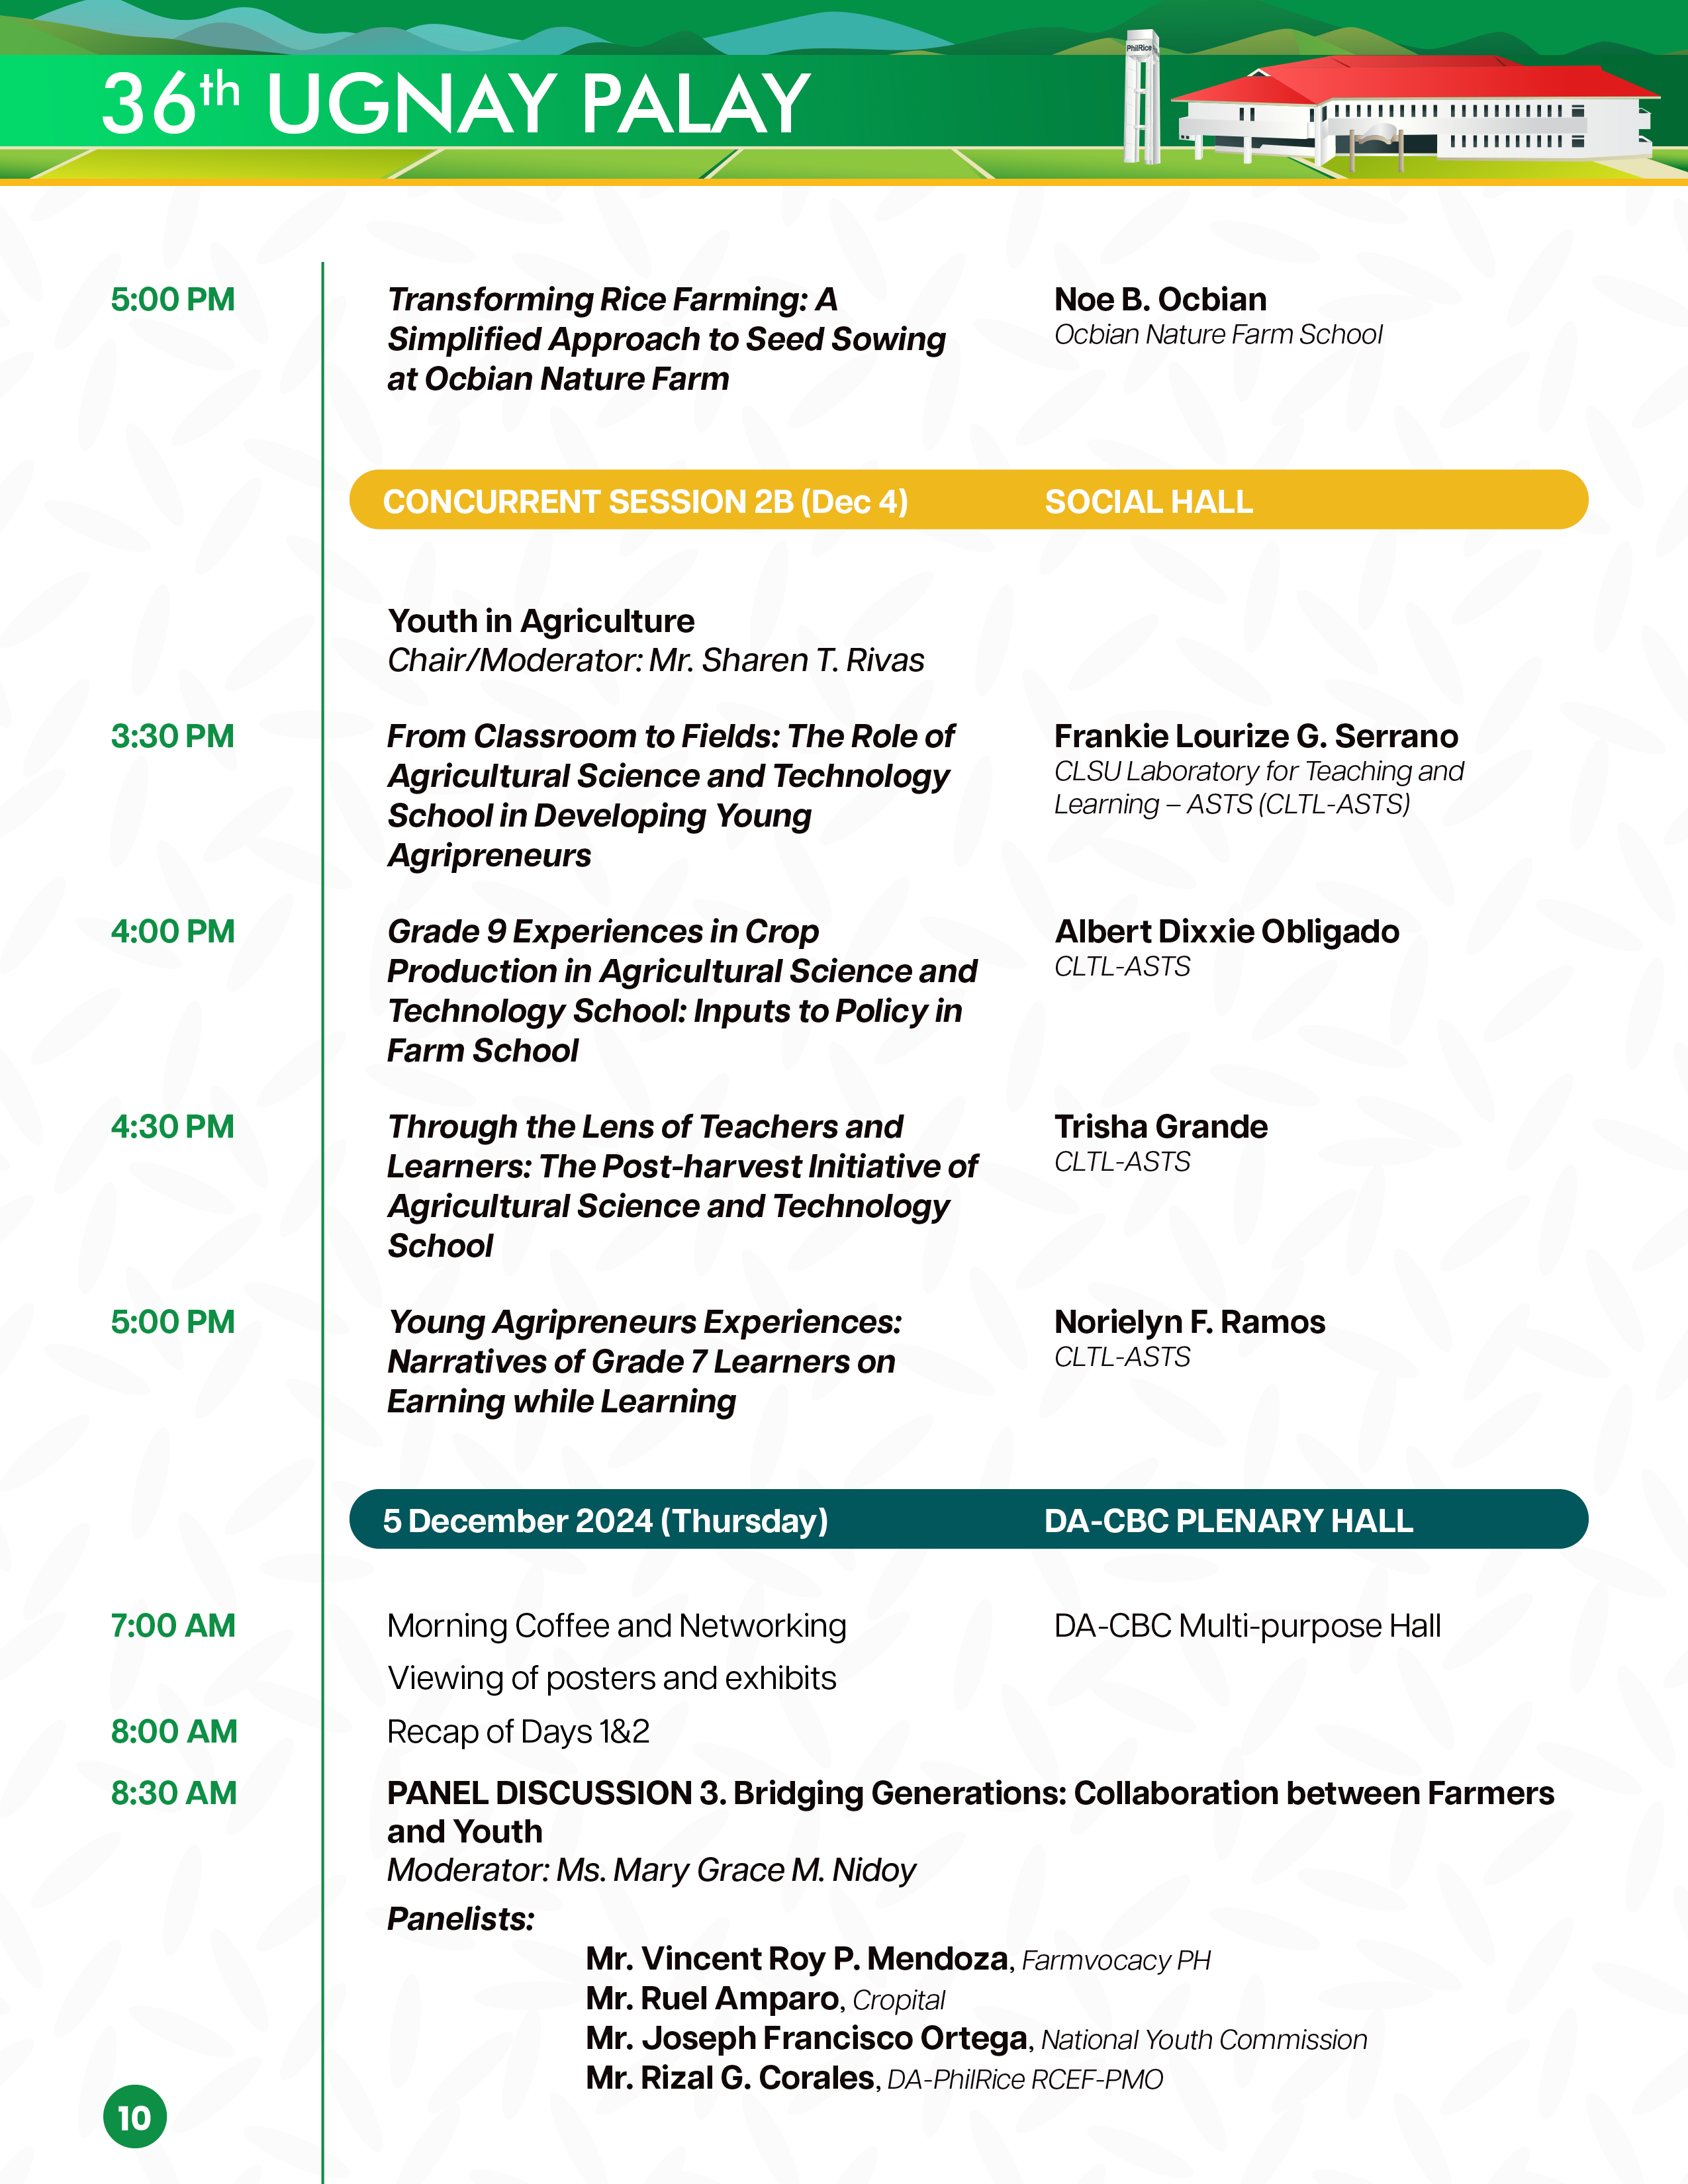 36th UGNAY PALAY
PhilRice
5:00 PM
Transforming Rice Farming: A
Simplified Approach to Seed Sowing
at Ocbian Nature Farm
Noe B. Ocbian
Ocbian Nature Farm School
CONCURRENT SESSION 2B (Dec 4)
SOCIAL HALL
Youth in Agriculture
Chair/Moderator: Mr. Sharen T. Rivas
3:30 PM
From Classroom to Fields: The Role of
Agricultural Science and Technology
School in Developing Young
Agripreneurs
Frankie Lourize G. Serrano
CLSU Laboratory for Teaching and
Learning – ASTS (CLTL-ASTS)
4:00 PM
Grade 9 Experiences in Crop
Production in Agricultural Science and
Technology School: Inputs to Policy in
Farm School
Albert Dixxie Obligado
CLTL-ASTS
4:30 PM
Through the Lens of Teachers and
Learners: The Post-harvest Initiative of
Agricultural Science and Technology
School
Trisha Grande
CLTL-ASTS
5:00 PM
Young Agripreneurs Experiences:
Narratives of Grade 7 Learners on
Earning while Learning
Norielyn F. Ramos
CLTL-ASTS
5 December 2024 (Thursday)
DA-CBC PLENARY HALL
7:00 AM
Morning Coffee and Networking
DA-CBC Multi-purpose Hall
Viewing of posters and exhibits
8:00 AM
Recap of Days 1&2
8:30 AM
PANEL DISCUSSION 3. Bridging Generations: Collaboration between Farmers
and Youth
Moderator: Ms. Mary Grace M. Nidoy
Panelists:
Mr. Vincent Roy P. Mendoza, Farmvocacy PH
Mr. Ruel Amparo, Cropital
Mr. Joseph Francisco Ortega, National Youth Commission
Mr. Rizal G. Corales, DA-PhilRice RCEF-PMO
10